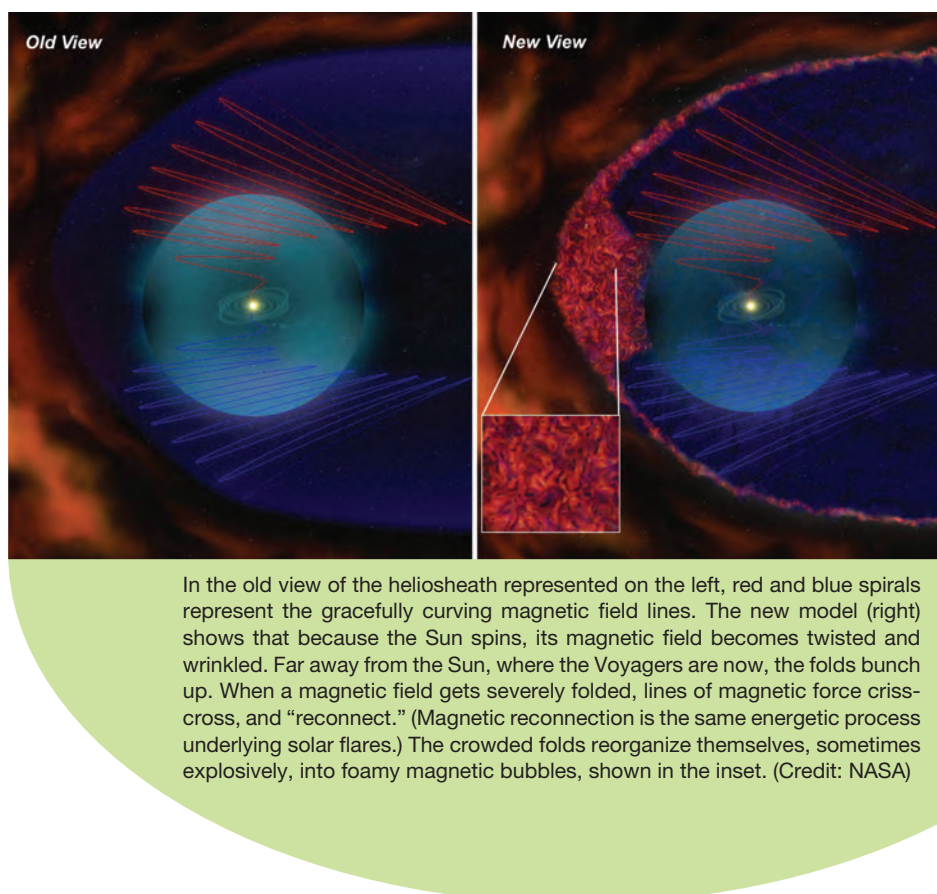 Old View
New View
In the old view of the heliosheath represented on the left, red and blue spirals
represent the gracefully curving magnetic field lines. The new model (right)
shows that because the Sun spins, its magnetic field becomes twisted and
wrinkled. Far away from the Sun, where the Voyagers are now, the folds bunch
up. When a magnetic field gets severely folded, lines of magnetic force criss-
cross, and “reconnect.” (Magnetic reconnection is the same energetic process
underlying solar flares.) The crowded folds reorganize themselves, sometimes
explosively, into foamy magnetic bubbles, shown in the inset. (Credit: NASA)